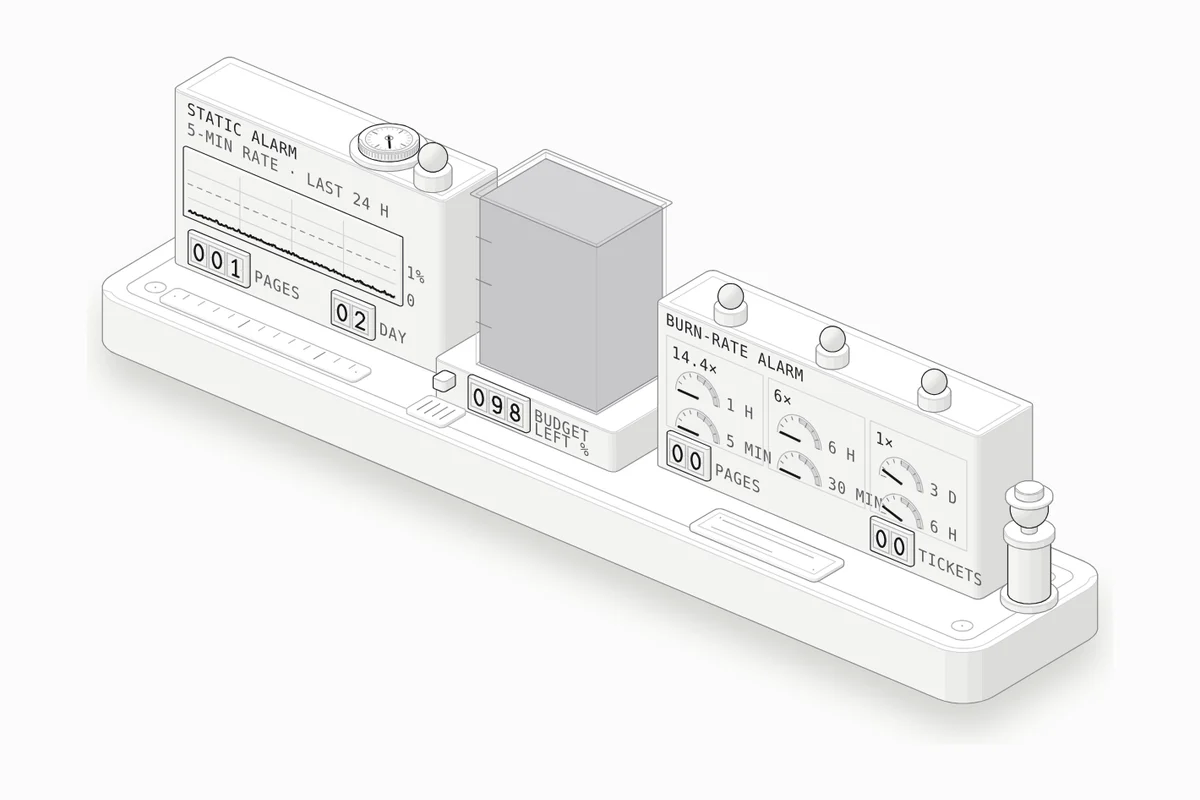 STATIC ALARM
5-MIN RATE · LAST 24 H
1%
0
001 PAGES
02 DAY
098 BUDGET LEFT %
BURN-RATE ALARM
14.4×
1 H
5 MIN
00 PAGES
6×
6 H
30 MIN
1×
3 D
6 H
00 TICKETS